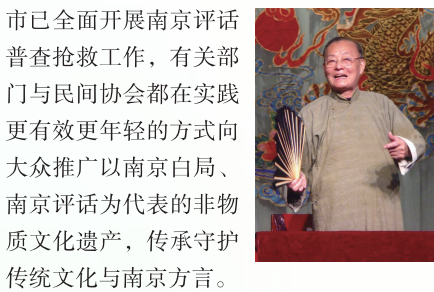 市已全面开展南京评话
普查抢救工作，有关部
门与民间协会都在实践
更有效更年轻的方式向
大众推广以南京白局、
南京评话为代表的非物
质文化遗产，传承守护
传统文化与南京方言。